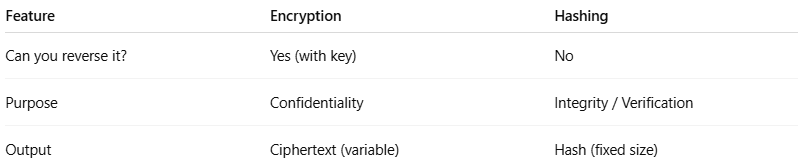 Feature Encryption Hashing
Can you reverse it? Yes (with key) No
Purpose Confidentiality Integrity / Verification
Output Ciphertext (variable) Hash (fixed size)